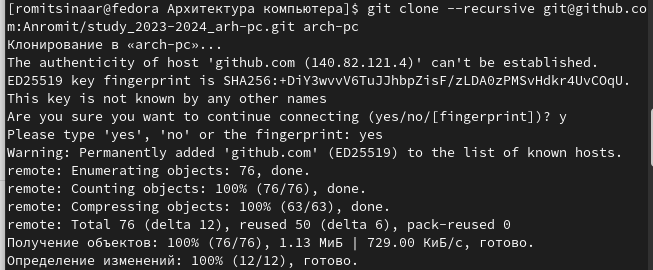 [romitsinaar@fedora Архитектура компьютера]$ git clone --recursive git@github.co
m:Anromit/study_2023-2024_arh-pc.git arch-pc
Клонирование в «arch-pc»...
The authenticity of host 'github.com (140.82.121.4)' can't be established.
ED25519 key fingerprint is SHA256:+DiY3wvvV6TuJJhbpZisF/zLDA0zPMSvHdkr4UvCOqU.
This key is not known by any other names
Are you sure you want to continue connecting (yes/no/[fingerprint])? y
Please type 'yes', 'no' or the fingerprint: yes
Warning: Permanently added 'github.com' (ED25519) to the list of known hosts.
remote: Enumerating objects: 76, done.
remote: Counting objects: 100% (76/76), done.
remote: Compressing objects: 100% (63/63), done.
remote: Total 76 (delta 12), reused 50 (delta 6), pack-reused 0
Получение объектов: 100% (76/76), 1.13 МиБ | 729.00 КиБ/с, готово.
Определение изменений: 100% (12/12), готово.